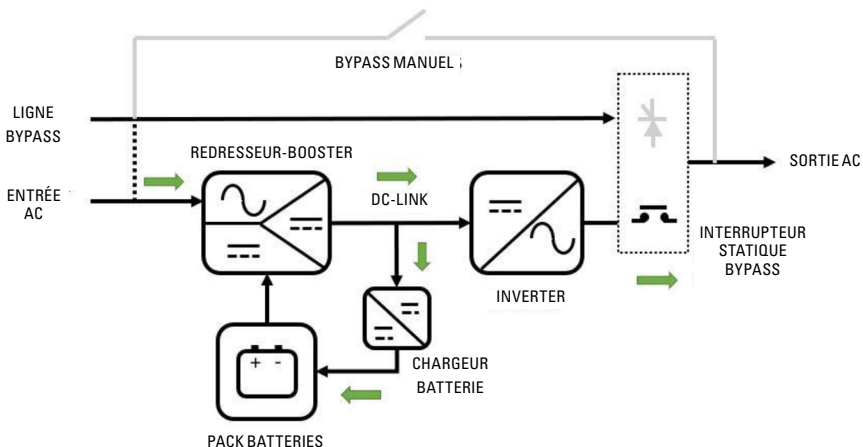 BYPASS MANUEL
LIGNE
BYPASS
REDRESSEUR-BOOSTER
SORTIE AC
ENTRÉE
AC
DC-LINK
INTERRUPTEUR
STATIQUE
BYPASS
INVERTER
+ -
CHARGEUR
BATTERIE
PACK BATTERIES